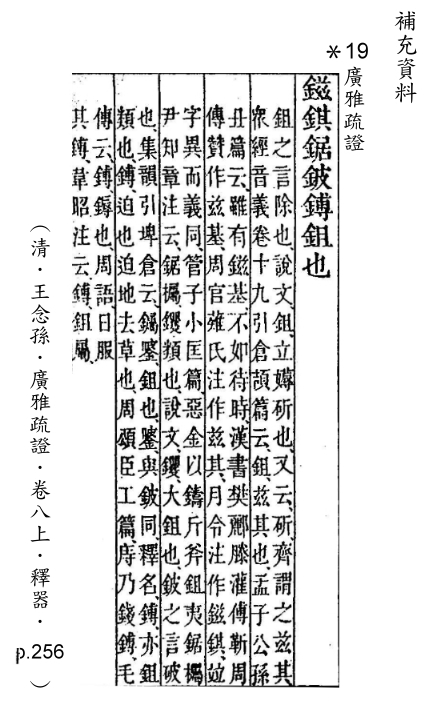 補充資料
*19 廣雅疏證
鎡錤鋸鈹鎛鉏也
鉏之言除也、說文、鉏、立薅斫也、又云、斫、齊謂之茲其、
衆經音義卷十九引倉頡篇云、鉏、茲其也、孟子公孫
丑篇云、雖有鎡基、不如待時、漢書樊酈滕灌傅靳周
傳贊作茲基、周官薙氏注作茲其、月令注作鎡錤、竝
字異而義同、管子小匡篇、惡金以鑄斤斧鉏夷鋸欘、
尹知章注云、鋸欘、钁類也、說文、钁、大鉏也、鈹之言破
也、集韻引埤倉云、鉏也、與鈹同、釋名、鎛、亦鉏
類也、鎛、迫也、迫地去草也、周頌臣工篇、庤乃錢鎛、毛
傳云、鎛、鎒也、周語、日服
其鎛、韋昭注云、鎛、鉏屬、
（清．王念孫．廣雅疏證．卷八上．釋器．p.256）